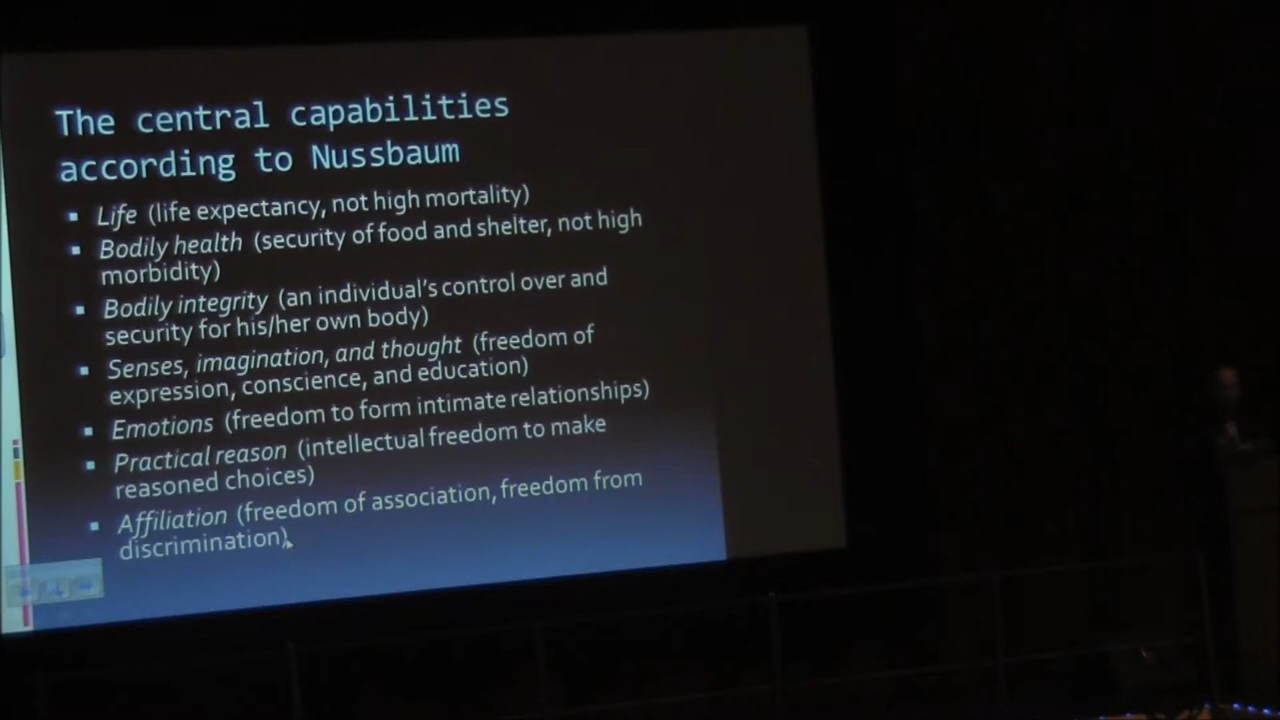 The central capabilities
according to Nussbaum
▪ Life (life expectancy, not high mortality)
▪ Bodily health (security of food and shelter, not high
morbidity)
▪ Bodily integrity (an individual's control over and
security for his/her own body)
▪ Senses, imagination, and thought (freedom of
expression, conscience, and education)
▪ Emotions (freedom to form intimate relationships)
▪ Practical reason (intellectual freedom to make
reasoned choices)
▪ Affiliation (freedom of association, freedom from
discrimination)